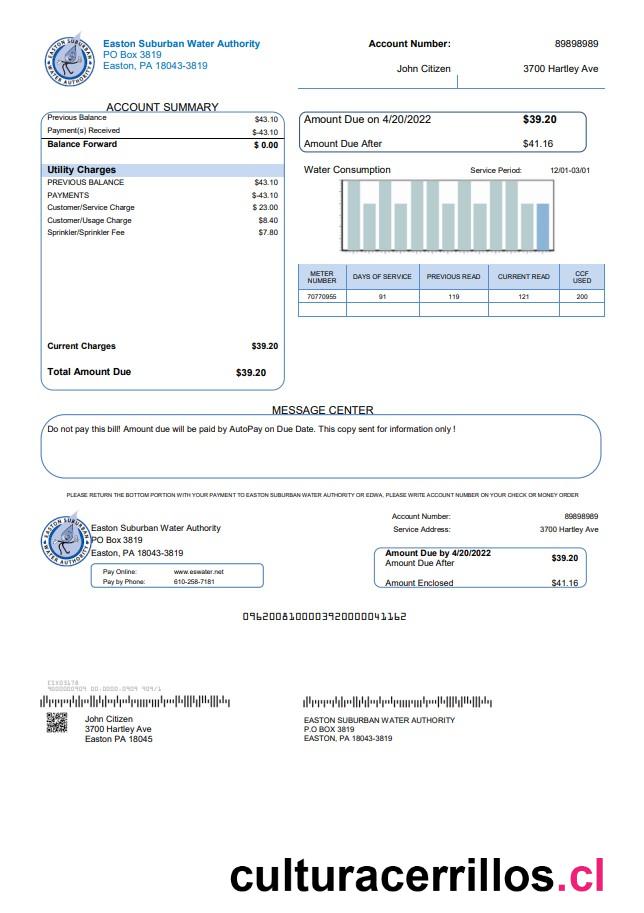 EASTON SUBURBAN
WATER AUTHORITY
Easton Suburban Water Authority
PO Box 3819
Easton, PA 18043-3819
Account Number: 89898989
John Citizen 3700 Hartley Ave
ACCOUNT SUMMARY
Previous Balance $43.10
Payment(s) Received $-43.10
Balance Forward $ 0.00
Utility Charges
PREVIOUS BALANCE $43.10
PAYMENTS $-43.10
Customer/Service Charge $ 23.00
Customer/Usage Charge $8.40
Sprinkler/Sprinkler Fee $7.80
Current Charges $39.20
Total Amount Due $39.20
Amount Due on 4/20/2022 $39.20
Amount Due After $41.16
Water Consumption Service Period: 12/01-03/01
METER NUMBER DAYS OF SERVICE PREVIOUS READ CURRENT READ CCF USED
70770955 91 119 121 200
MESSAGE CENTER
Do not pay this bill! Amount due will be paid by AutoPay on Due Date. This copy sent for information only !
PLEASE RETURN THE BOTTOM PORTION WITH YOUR PAYMENT TO EASTON SUBURBAN WATER AUTHORITY OR EDWA, PLEASE WRITE ACCOUNT NUMBER ON YOUR CHECK OR MONEY ORDER
EASTON SUBURBAN
WATER AUTHORITY
Easton Suburban Water Authority
PO Box 3819
Easton, PA 18043-3819
Pay Online: www.eswater.net
Pay by Phone: 610-258-7181
Account Number: 89898989
Service Address: 3700 Hartley Ave
Amount Due by 4/20/2022 $39.20
Amount Due After
Amount Enclosed $41.16
09620081000039200000041162
John Citizen
3700 Hartley Ave
Easton PA 18045
EASTON SUBURBAN WATER AUTHORITY
P.O BOX 3819
EASTON, PA 18043-3819
culturacerrillos.cl